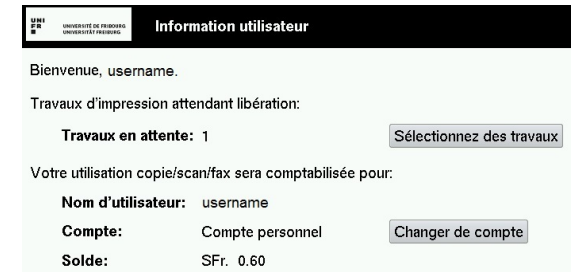 UNI
FR
UNIVERSITÉ DE FRIBOURG
UNIVERSITÄT FREIBURG
Information utilisateur
Bienvenue, username.
Travaux d'impression attendant libération:
Travaux en attente: 1 Sélectionnez des travaux
Votre utilisation copie/scan/fax sera comptabilisée pour:
Nom d'utilisateur: username
Compte: Compte personnel Changer de compte
Solde: SFr. 0.60